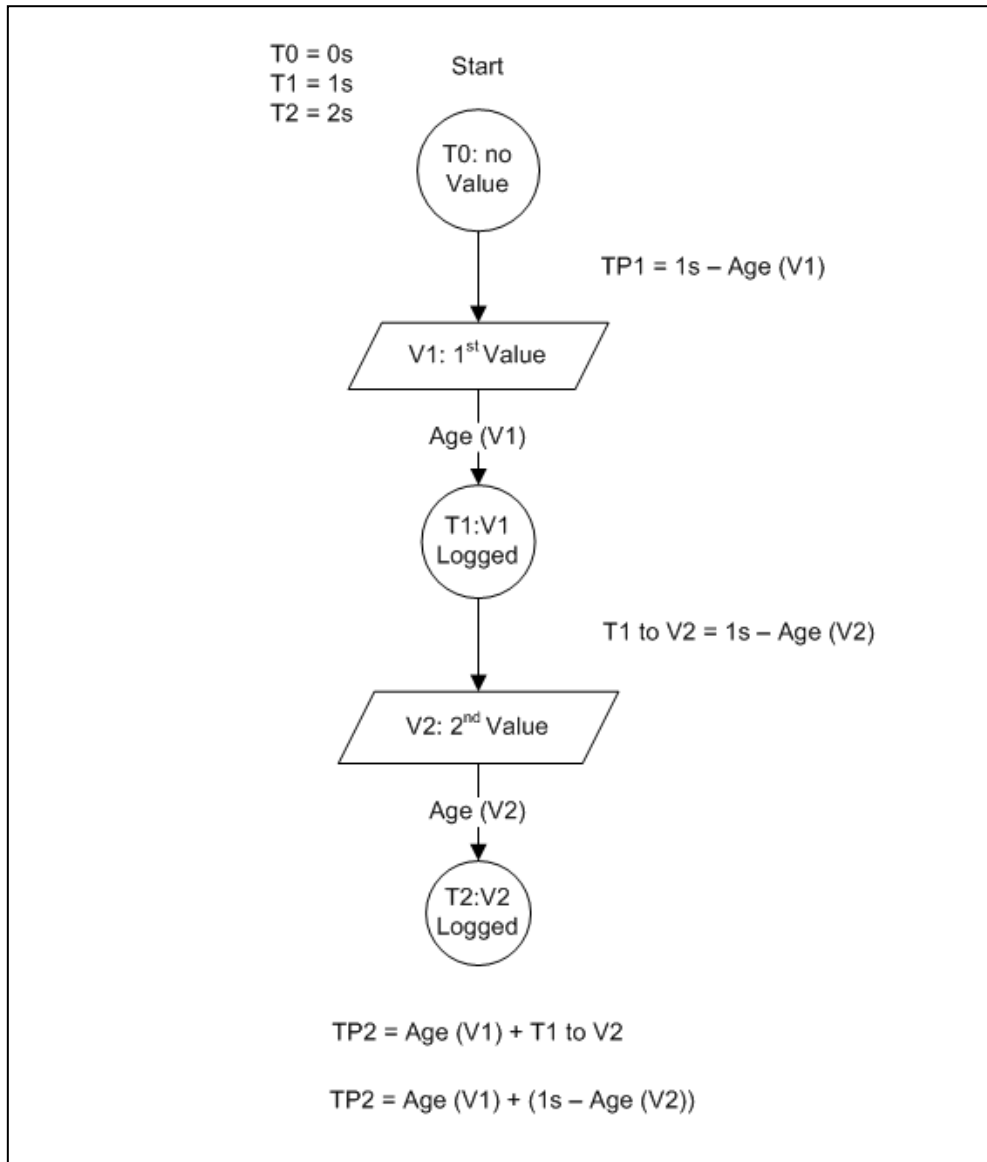 T0 = 0s
T1 = 1s
T2 = 2s
Start
T0: no
Value
TP1 = 1s – Age (V1)
V1: 1st Value
Age (V1)
T1:V1
Logged
T1 to V2 = 1s – Age (V2)
V2: 2nd Value
Age (V2)
T2:V2
Logged
TP2 = Age (V1) + T1 to V2
TP2 = Age (V1) + (1s – Age (V2))